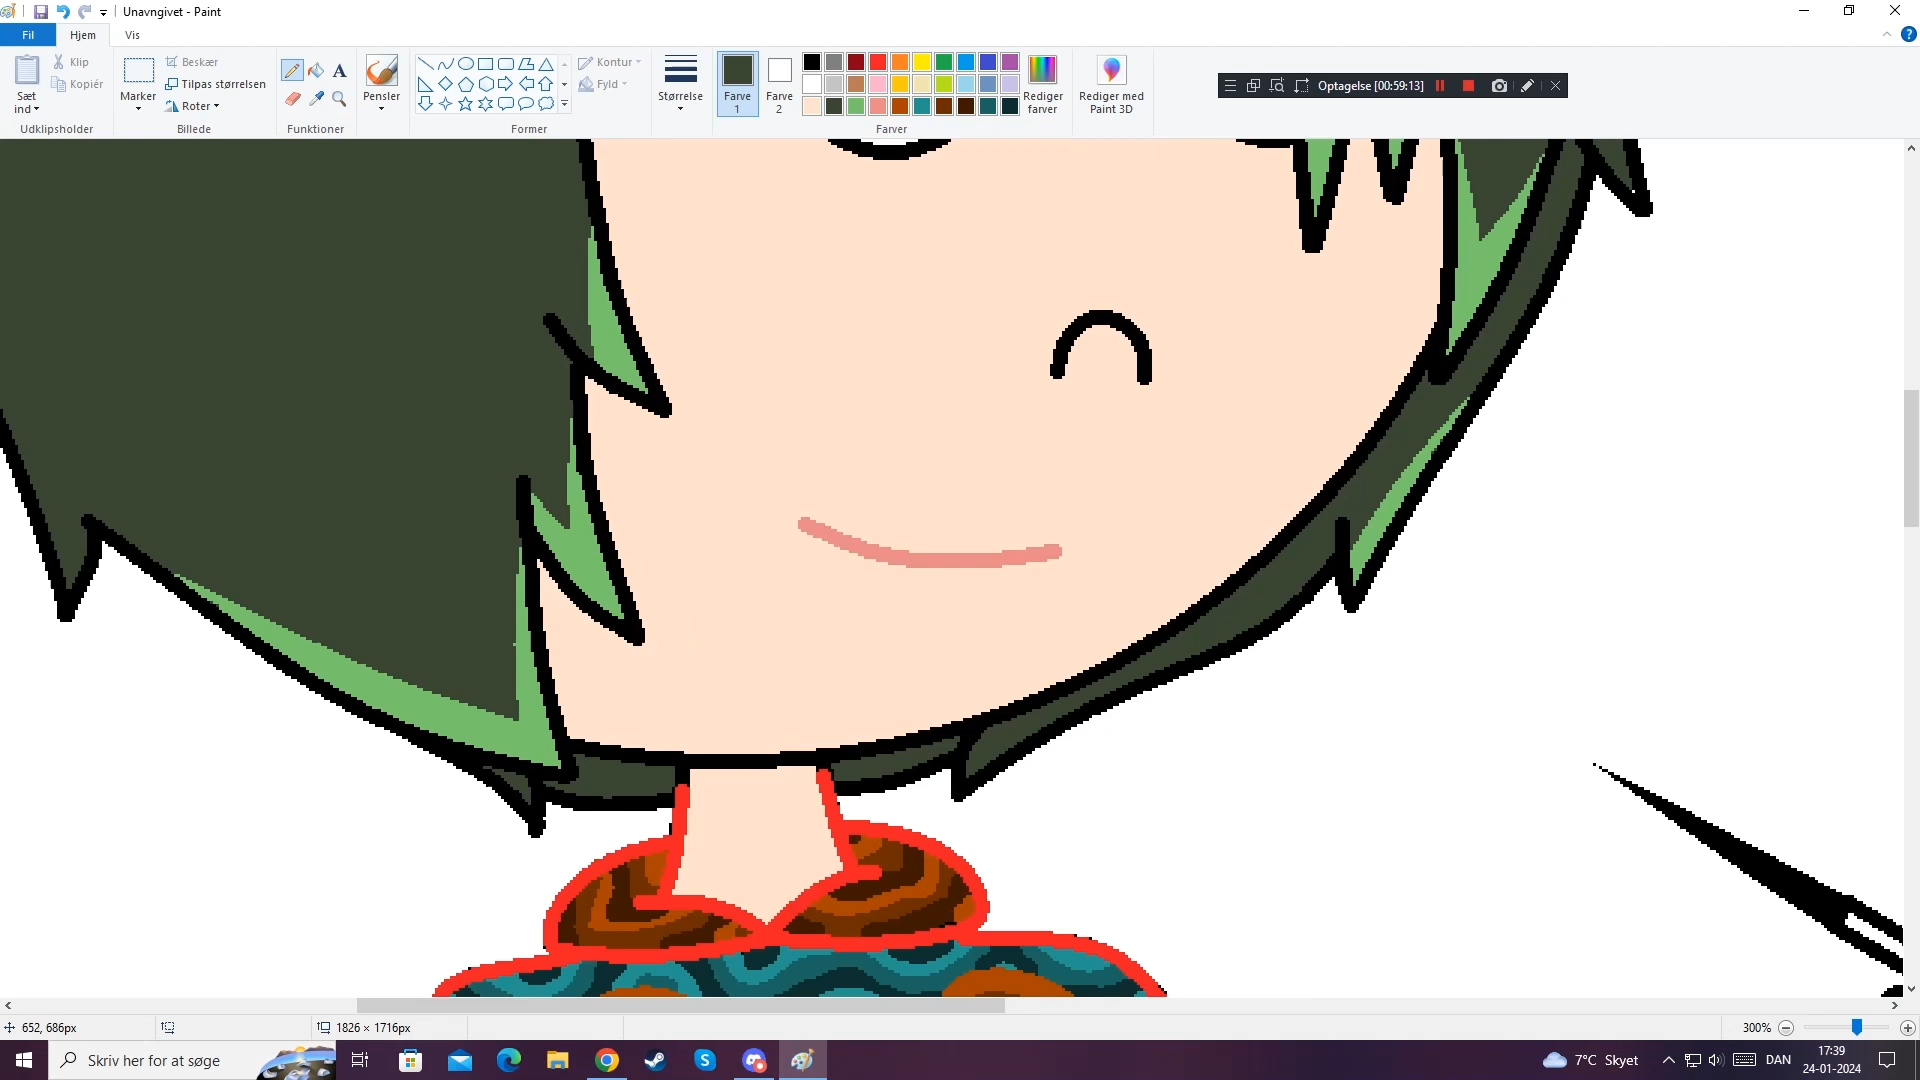 Unavngivet - Paint
Fil Hjem Vis
Optagelse [00:59:13]
Sæt ind
Klip
Kopiér
Udklipsholder
Marker
Beskær
Tilpas størrelsen
Roter
Billede
A
Funktioner
Pensler
Kontur
Fyld
Former
Størrelse
Farve 1
Farve 2
Rediger farver
Farver
Rediger med Paint 3D
652, 686px
1826 × 1716px
300%
Skriv her for at søge
7°C Skyet
DAN
17:39
24-01-2024